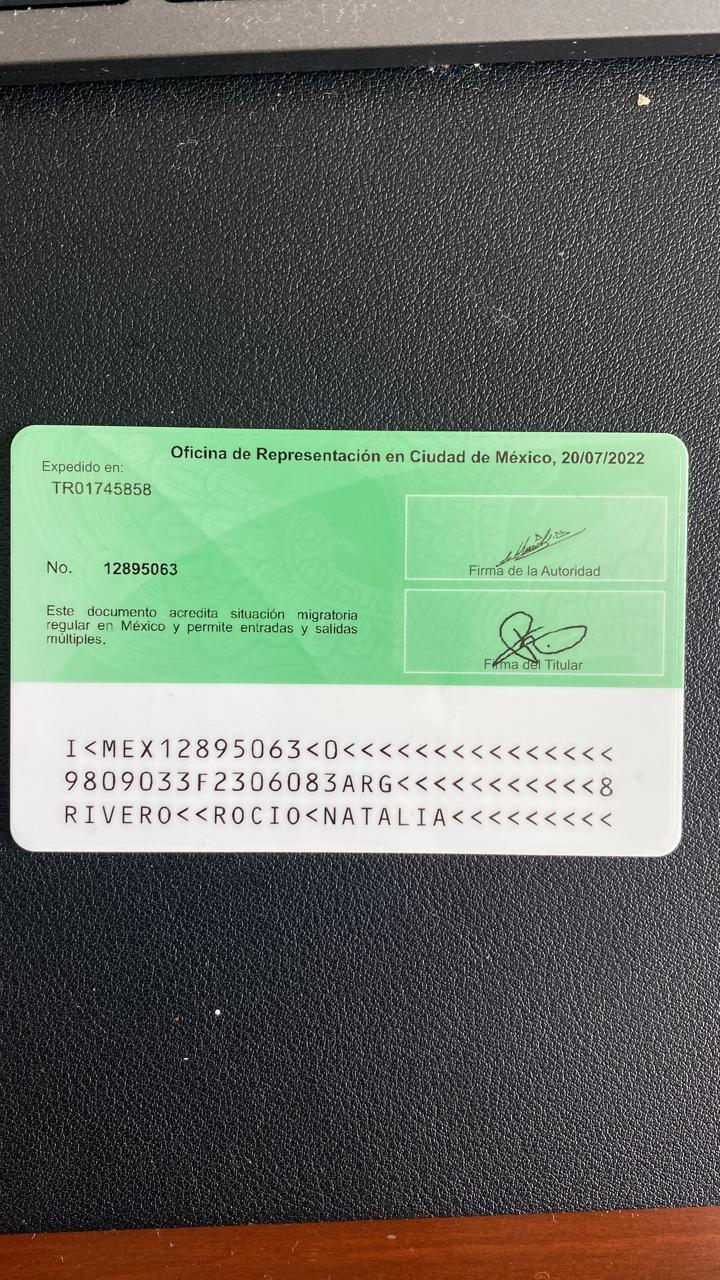 Oficina de Representación en Ciudad de México, 20/07/2022
Expedido en:
TR01745858
No. 12895063
Firma de la Autoridad
Este documento acredita situación migratoria
regular en México y permite entradas y salidas
múltiples.
Firma del Titular
I<MEX12895063<0<<<<<<<<<<<<<<<
9809033F2306083ARG<<<<<<<<<<<8
RIVERO<<ROCIO<NATALIA<<<<<<<<<